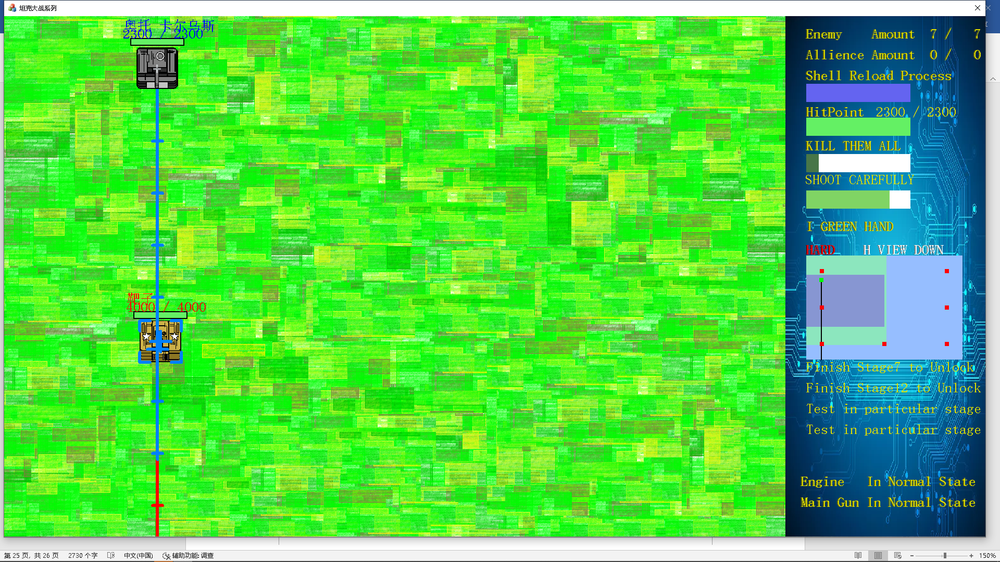 坦克大战系列
奥托 卡尔乌斯
2300 / 2300
靶子
4000 / 4000
Enemy Amount 7 / 7
Allience Amount 0 / 0
Shell Reload Process
HitPoint 2300 / 2300
KILL THEM ALL
SHOOT CAREFULLY
I GREEN HAND
HARD H VIEW DOWN
Finish Stage7 to Unlock
Finish Stage12 to Unlock
Test in particular stage
Test in particular stage
Engine In Normal State
Main Gun In Normal State
第 25 页, 共 26 页 2730 个字 中文(中国) 辅助功能: 调查 150%